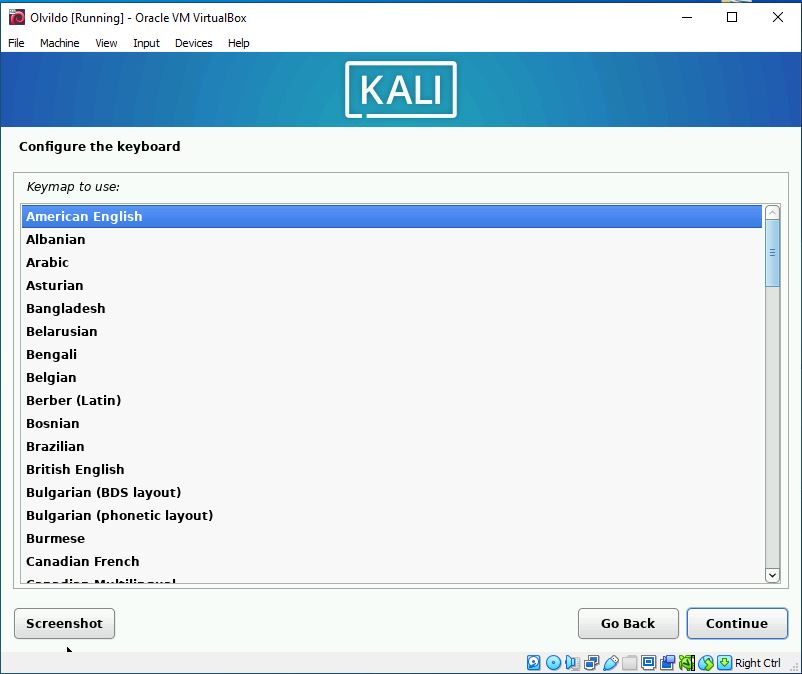 Olvildo [Running] - Oracle VM VirtualBox
File Machine View Input Devices Help
KALI
Configure the keyboard
Keymap to use:
American English
Albanian
Arabic
Asturian
Bangladesh
Belarusian
Bengali
Belgian
Berber (Latin)
Bosnian
Brazilian
British English
Bulgarian (BDS layout)
Bulgarian (phonetic layout)
Burmese
Canadian French
Canadian Multilingual
Screenshot Go Back Continue
Right Ctrl